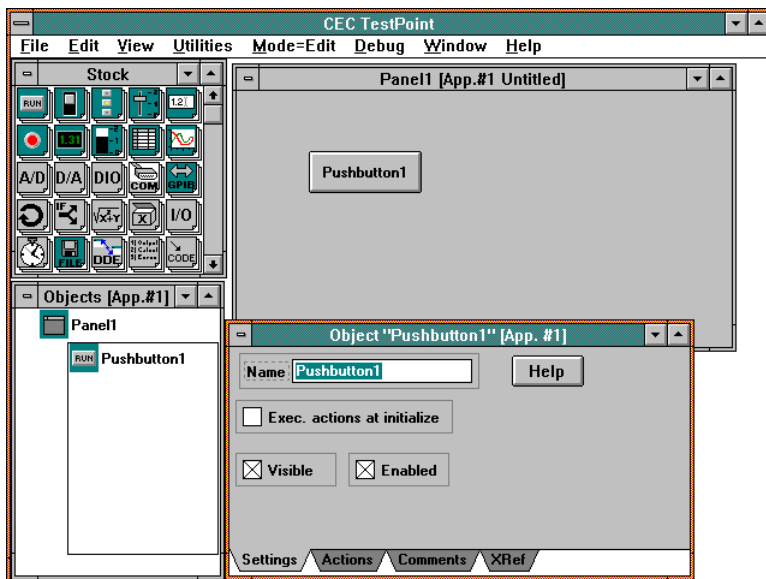 CEC TestPoint
File Edit View Utilities Mode=Edit Debug Window Help
Stock
RUN
1.2
1.31
A/D D/A DIO COM GPIB
IF √x+Y X I/O
FILE DDE CODE
Panel1 [App.#1 Untitled]
Pushbutton1
Objects [App.#1]
Panel1
RUN Pushbutton1
Object "Pushbutton1" [App. #1]
Name Pushbutton1
Help
Exec. actions at initialize
Visible Enabled
Settings Actions Comments XRef